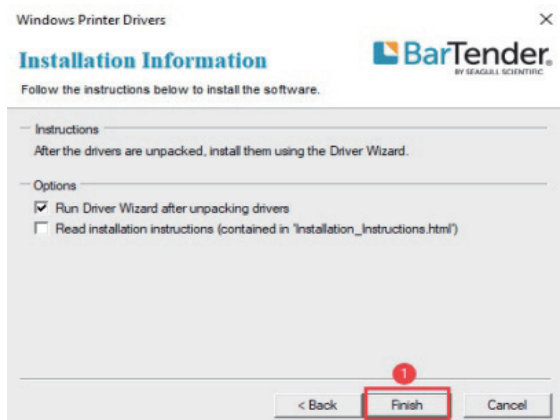 Windows Printer Drivers
Installation Information
BarTender®
BY SEAGULL SCIENTIFIC
Follow the instructions below to install the software.
Instructions
After the drivers are unpacked, install them using the Driver Wizard.
Options
Run Driver Wizard after unpacking drivers
Read installation instructions (contained in 'Installation_Instructions.html')
1
< Back Finish Cancel